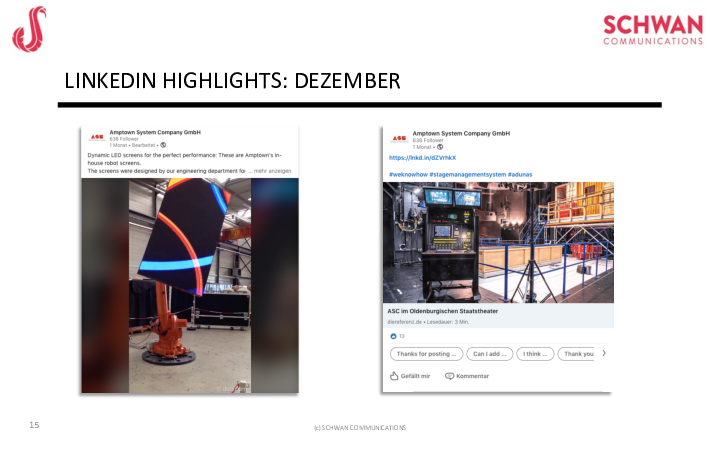 SCHWAN
COMMUNICATIONS
LINKEDIN HIGHLIGHTS: DEZEMBER
ASC
Amptown System Company GmbH
636 Follower
1 Monat • Bearbeitet •
Dynamic LED screens for the perfect performance: These are Amptown's in-
house robot screens.
The screens were designed by our engineering department fo ... mehr anzeigen
ASC
Amptown System Company GmbH
636 Follower
1 Monat •
https://lnkd.in/dZVrhkX
#weknowhow #stagemanagementsystem #adunas
ASC im Oldenburgischen Staatstheater
diereferenz.de • Lesedauer: 3 Min.
13
Thanks for posting ... Can I add ... I think ... Thank you
Gefällt mir Kommentar
15
(c) SCHWAN COMMUNICATIONS